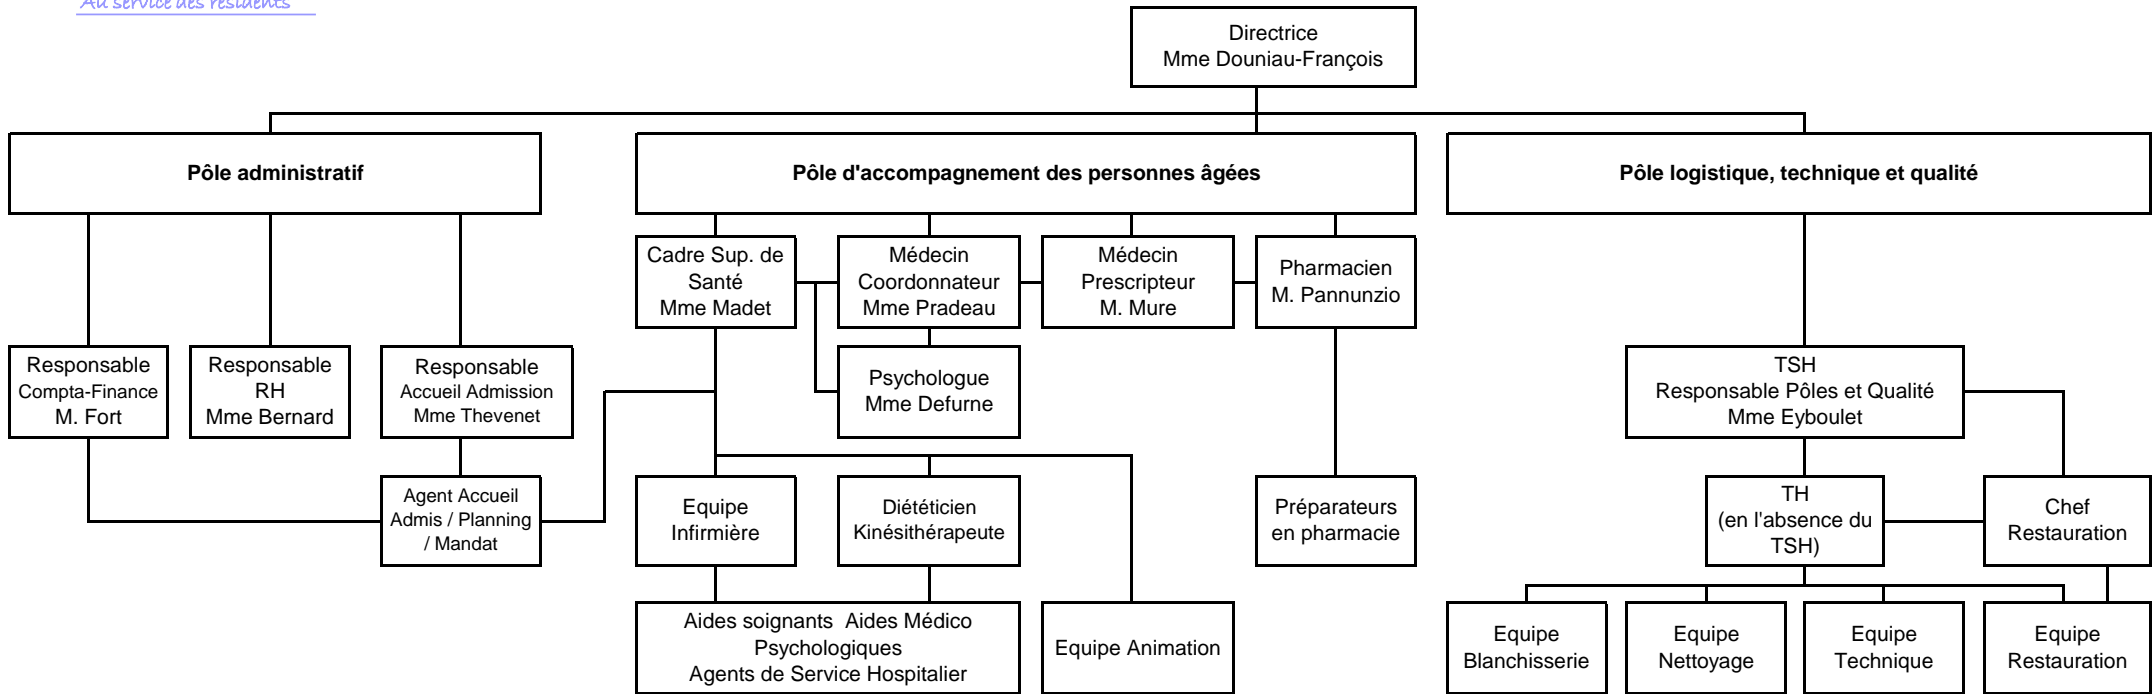 Au service des résidents
Directrice
Mme Douniau-François
Pôle administratif
Pôle d'accompagnement des personnes âgées
Pôle logistique, technique et qualité
Cadre Sup. de
Santé
Mme Madet
Médecin
Coordonnateur
Mme Pradeau
Médecin
Prescripteur
M. Mure
Pharmacien
M. Pannunzio
Responsable
Compta-Finance
M. Fort
Responsable
RH
Mme Bernard
Responsable
Accueil Admission
Mme Thevenet
Psychologue
Mme Defurne
TSH
Responsable Pôles et Qualité
Mme Eyboulet
Agent Accueil
Admis / Planning
/ Mandat
Equipe
Infirmière
Diététicien
Kinésithérapeute
Préparateurs
en pharmacie
TH
(en l'absence du
TSH)
Chef
Restauration
Aides soignants  Aides Médico
Psychologiques
Agents de Service Hospitalier
Equipe Animation
Equipe
Blanchisserie
Equipe
Nettoyage
Equipe
Technique
Equipe
Restauration